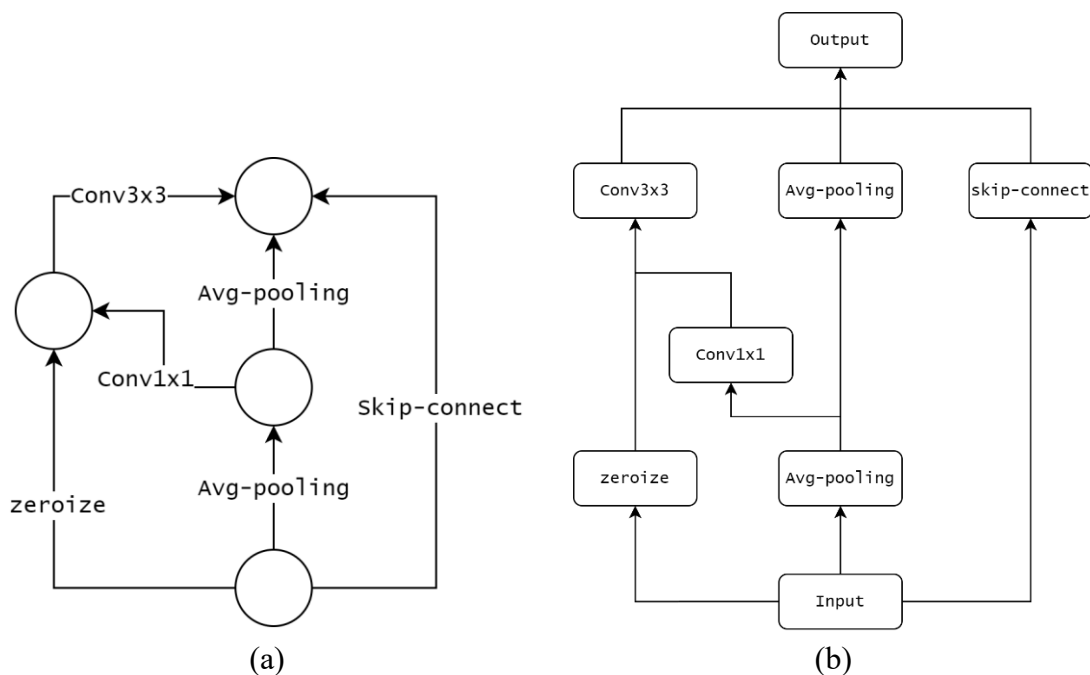 Conv3x3
Avg-pooling
Conv1x1
Skip-connect
zeroize
Avg-pooling
(a)
Output
Conv3x3
Avg-pooling
skip-connect
Conv1x1
zeroize
Avg-pooling
Input
(b)